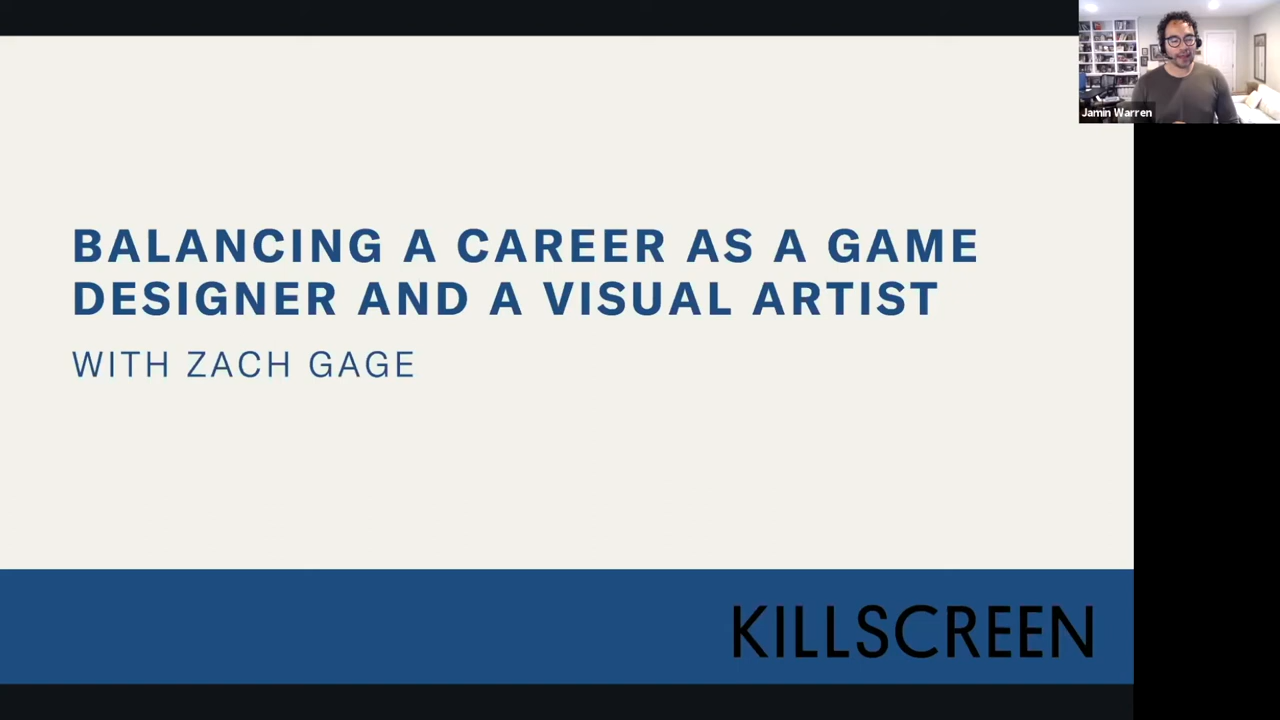 Jamin Warren
BALANCING A CAREER AS A GAME
DESIGNER AND A VISUAL ARTIST
WITH ZACH GAGE
KILLSCREEN